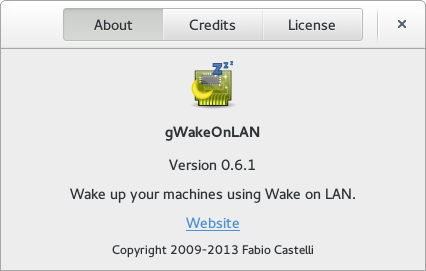 About Credits License
zzz
gWakeOnLAN
Version 0.6.1
Wake up your machines using Wake on LAN.
Website
Copyright 2009-2013 Fabio Castelli